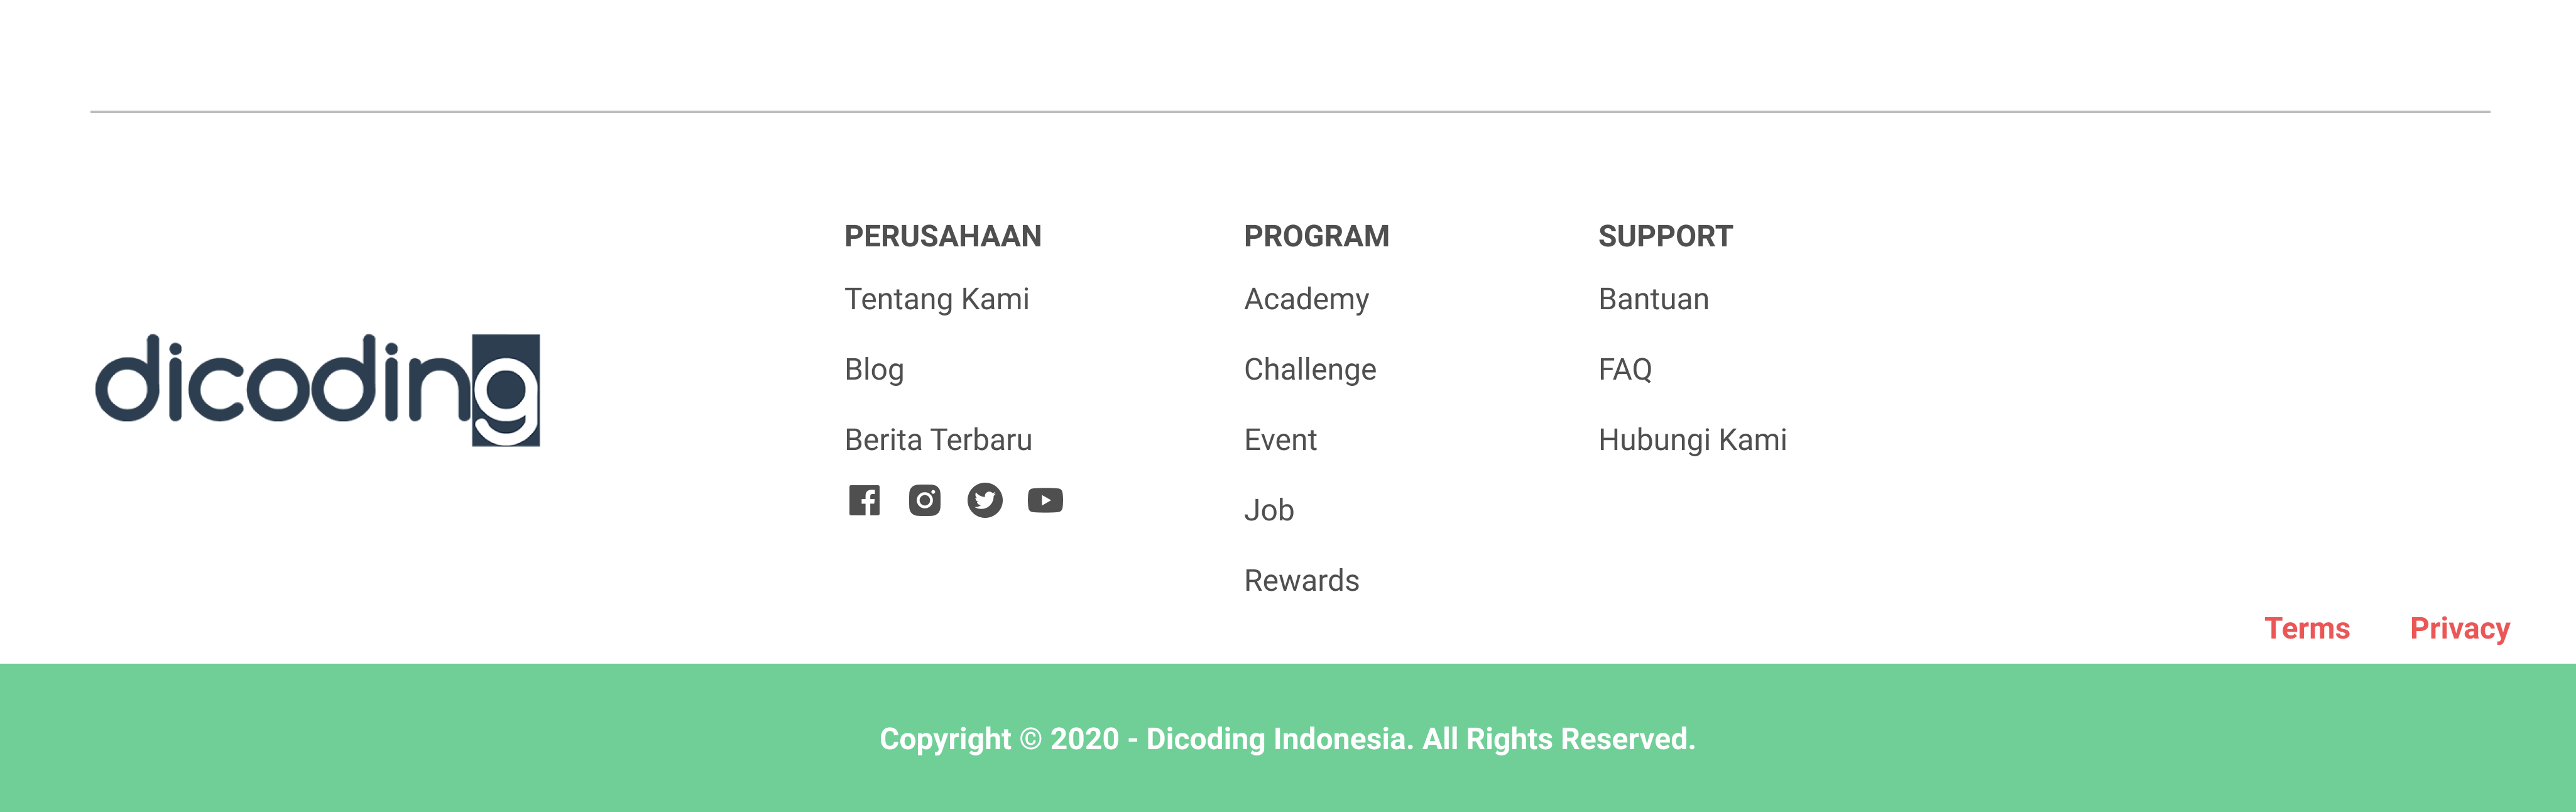 dicoding
PERUSAHAAN
Tentang Kami
Blog
Berita Terbaru
PROGRAM
Academy
Challenge
Event
Job
Rewards
SUPPORT
Bantuan
FAQ
Hubungi Kami
Terms
Privacy
Copyright © 2020 - Dicoding Indonesia. All Rights Reserved.